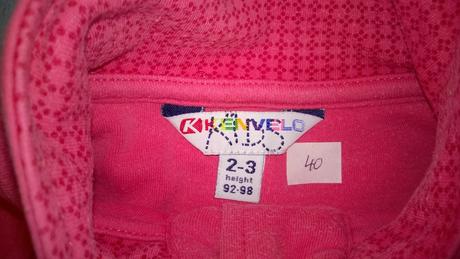 KENVELO
KIDS
2-3
height
92-98
40